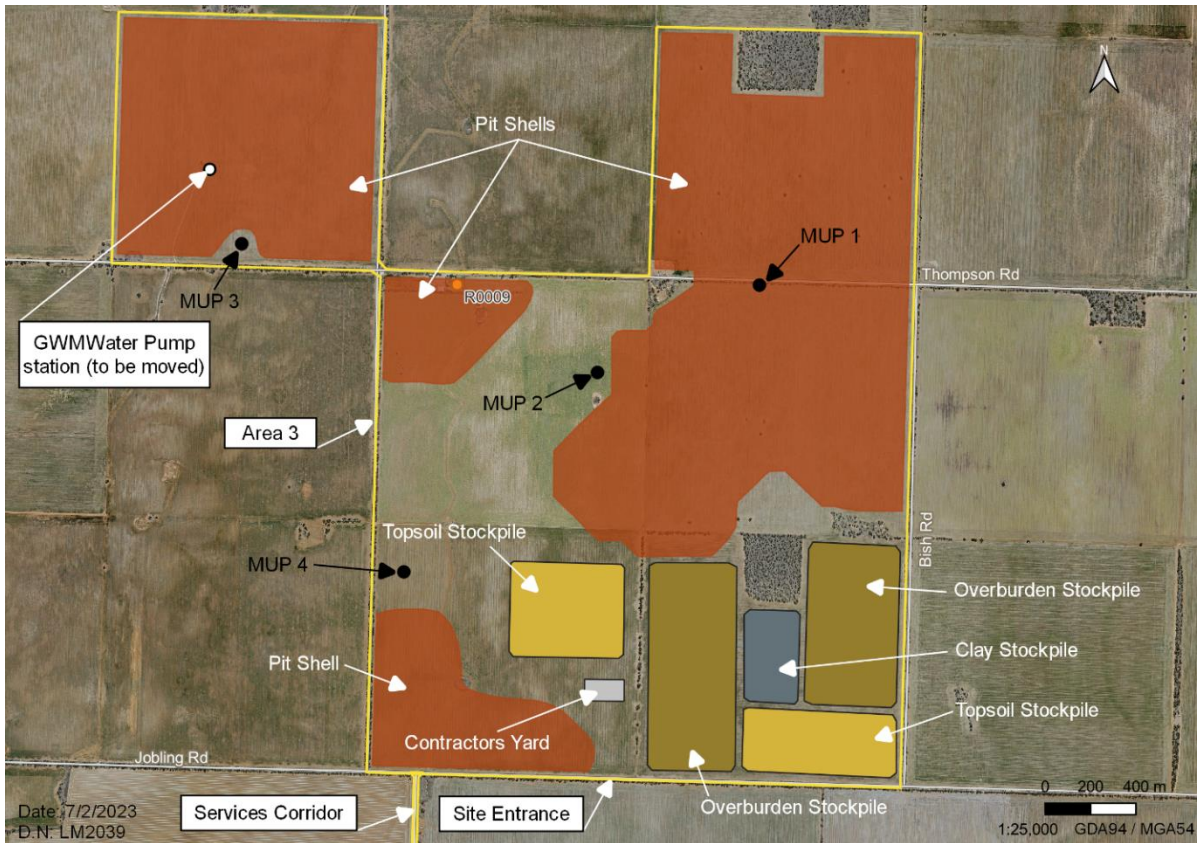 N
Pit Shells
MUP 1
Thompson Rd
MUP 3
R0009
GWMWater Pump
station (to be moved)
MUP 2
Area 3
Topsoil Stockpile
Bish Rd
MUP 4
Overburden Stockpile
Clay Stockpile
Pit Shell
Topsoil Stockpile
Contractors Yard
Jobling Rd
Services Corridor
Site Entrance
Overburden Stockpile
0 200 400 m
Date: 7/2/2023
D.N: LM2039
1:25,000 GDA94 / MGA54